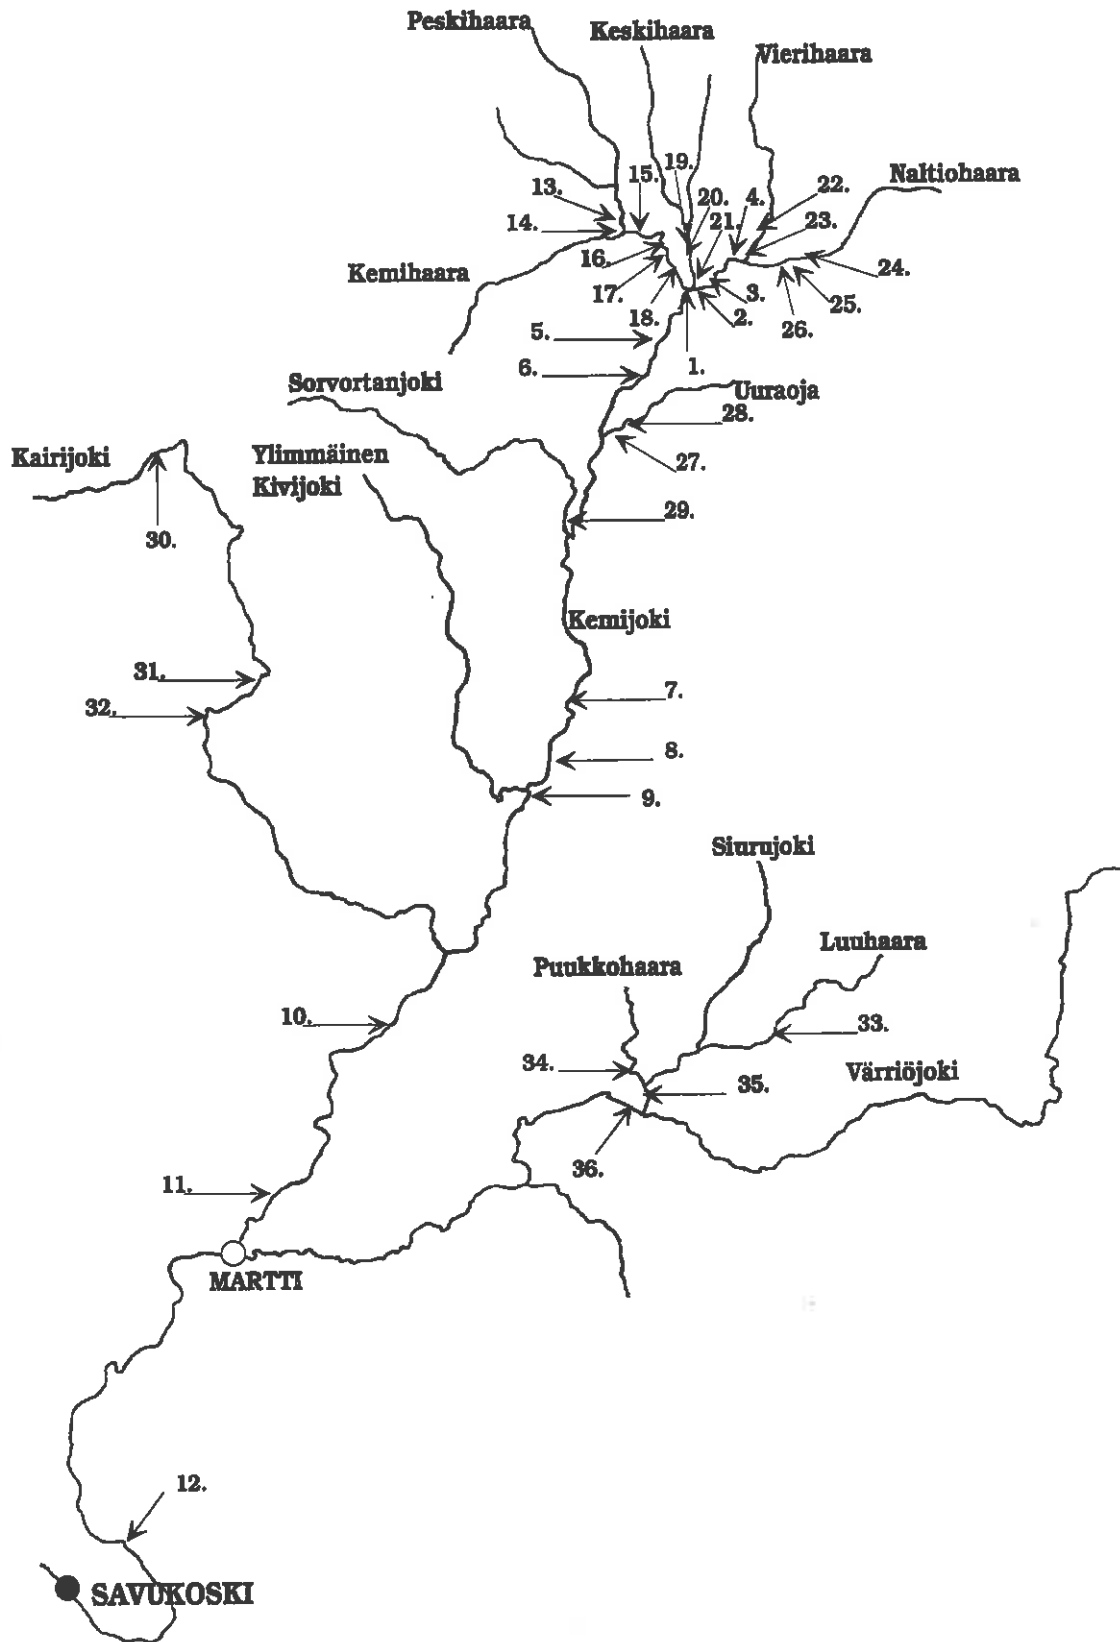 Peskihaara
Keskihaara
Vierihaara
Naltiohaara
13.
15.
19.
20.
4.
22.
14.
21.
23.
16.
24.
Kemihaara
17.
3.
25.
18.
2.
26.
5.
6.
1.
Sorvortanjoki
Uuraoja
28.
Kairijoki
Ylimmäinen
Kivijoki
27.
29.
30.
Kemijoki
31.
7.
32.
8.
9.
Siurujoki
Luuhaara
Puukkohaara
10.
33.
34.
35.
Värriöjoki
36.
11.
MARTTI
12.
SAVUKOSKI